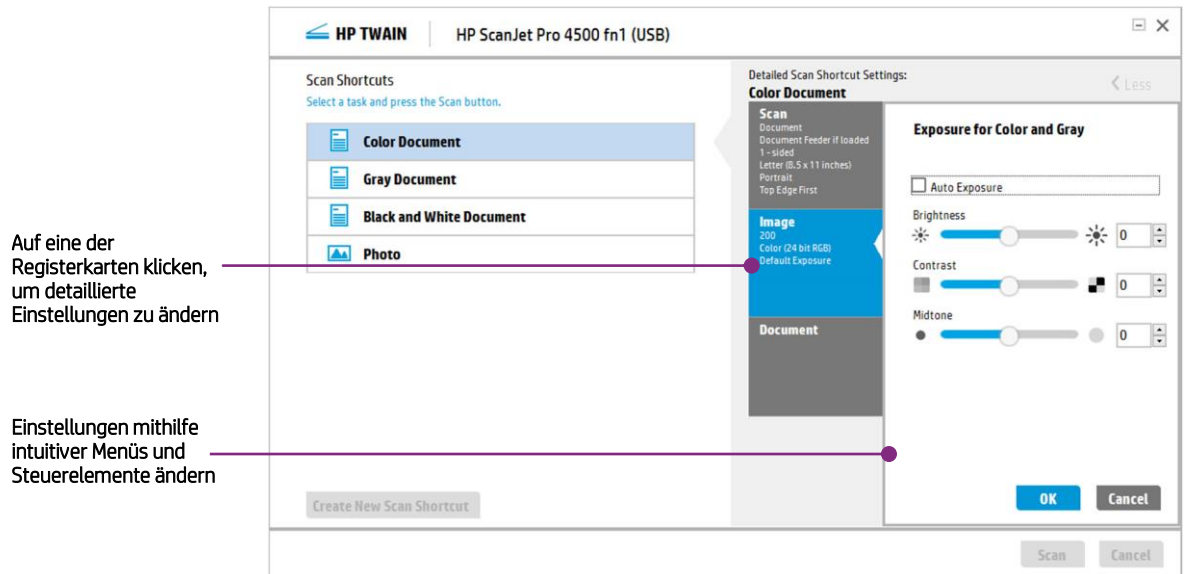 HP TWAIN
HP ScanJet Pro 4500 fn1 (USB)
Scan Shortcuts
Select a task and press the Scan button.
Color Document
Gray Document
Black and White Document
Photo
Create New Scan Shortcut
Auf eine der
Registerkarten klicken,
um detaillierte
Einstellungen zu ändern
Einstellungen mithilfe
intuitiver Menüs und
Steuerelemente ändern
Detailed Scan Shortcut Settings:
Color Document
Less
Scan
Document
Document Feeder if loaded
1 - sided
Letter (8.5 x 11 inches)
Portrait
Top Edge First
Image
200
Color (24 bit RGB)
Default Exposure
Document
Exposure for Color and Gray
Auto Exposure
Brightness
0
Contrast
0
Midtone
0
OK
Cancel
Scan
Cancel